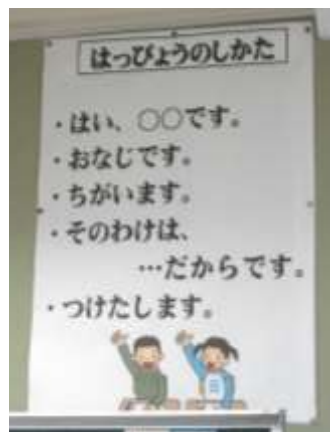 はっぴょうのしかた
・はい、○○です。
・おなじです。
・ちがいます。
・そのわけは、
…だからです。
・つけたします。